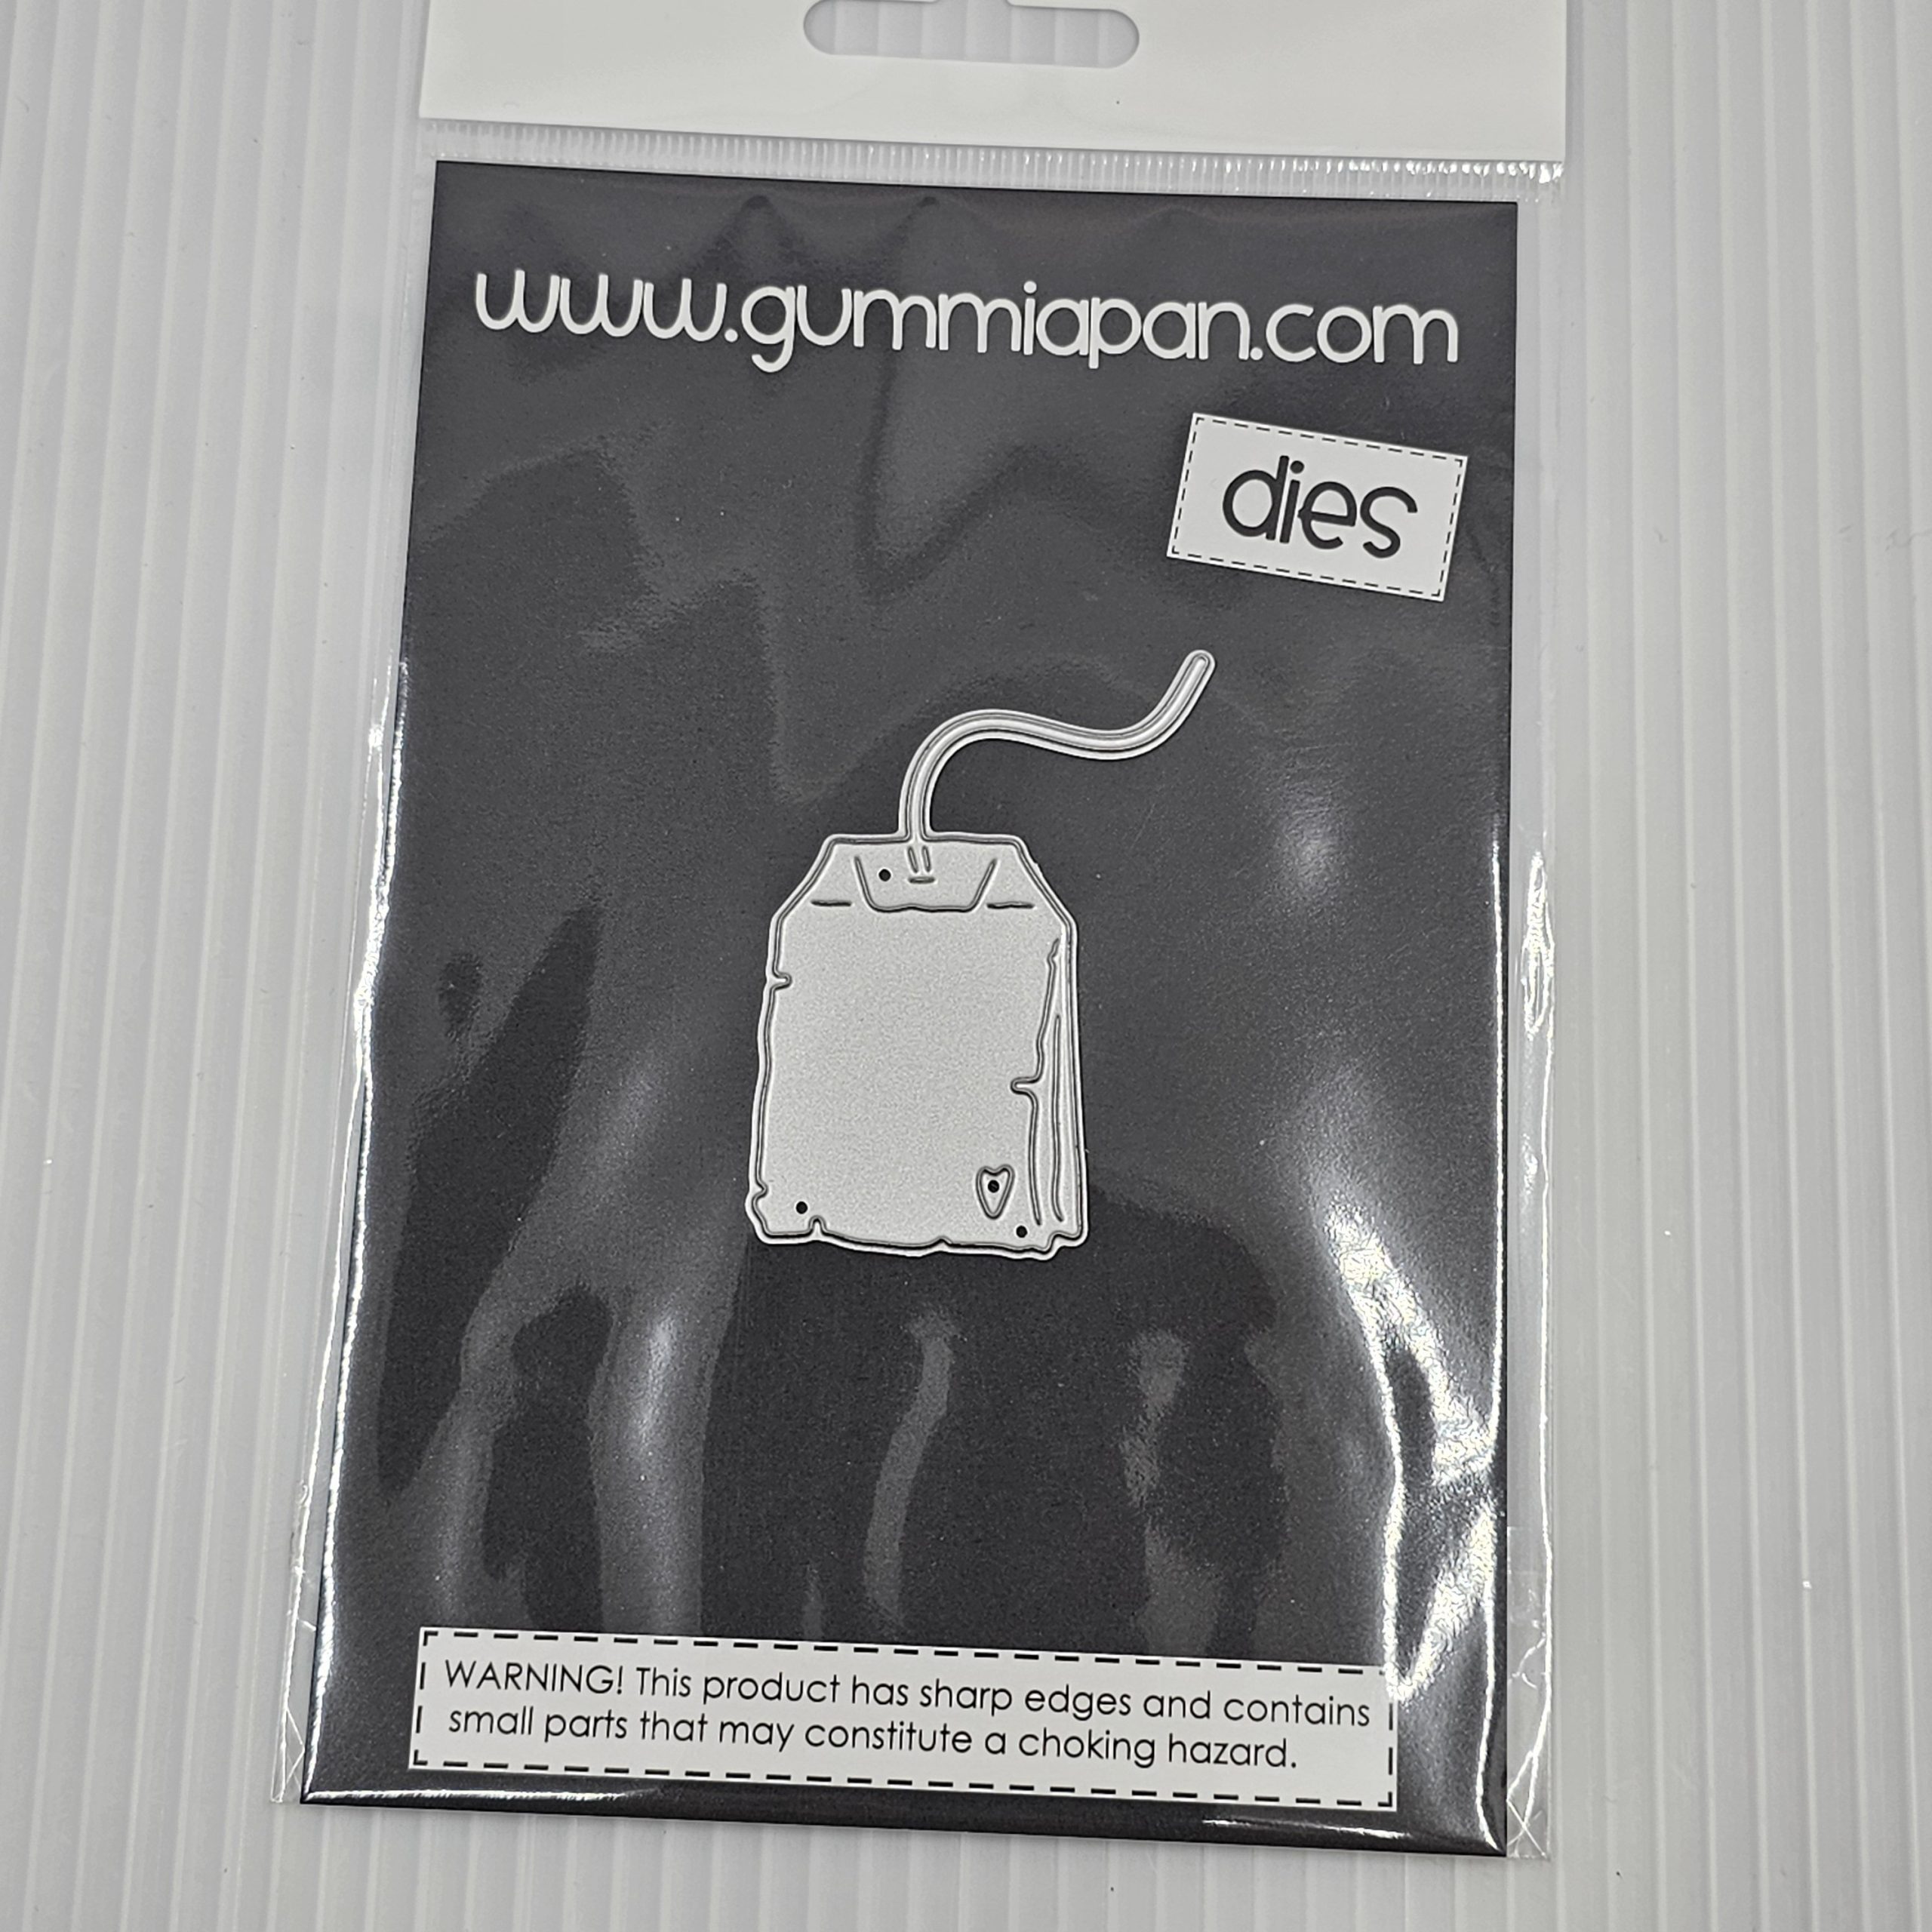 www.gummiapan.com
dies
WARNING! This product has sharp edges and contains
small parts that may constitute a choking hazard.